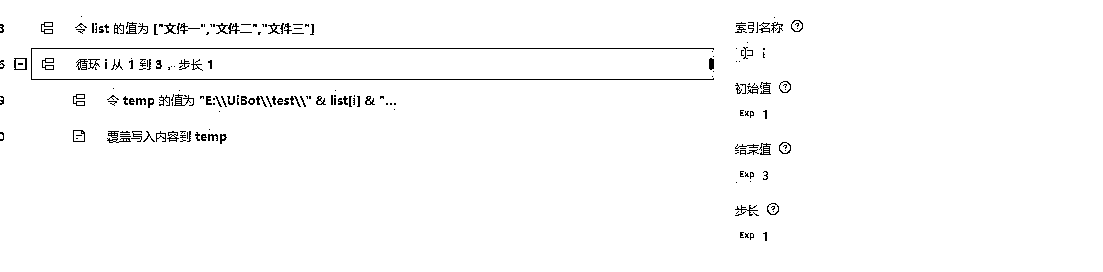 3 令 list 的值为 ["文件一","文件二","文件三"]
6 循环 i 从 1 到 3 ，步长 1
9 令 temp 的值为 "E:\\UiBot\\test\\" & list[i] & "...
0 覆盖写入内容到 temp
索引名称
i
初始值
Exp 1
结束值
Exp 3
步长
Exp 1